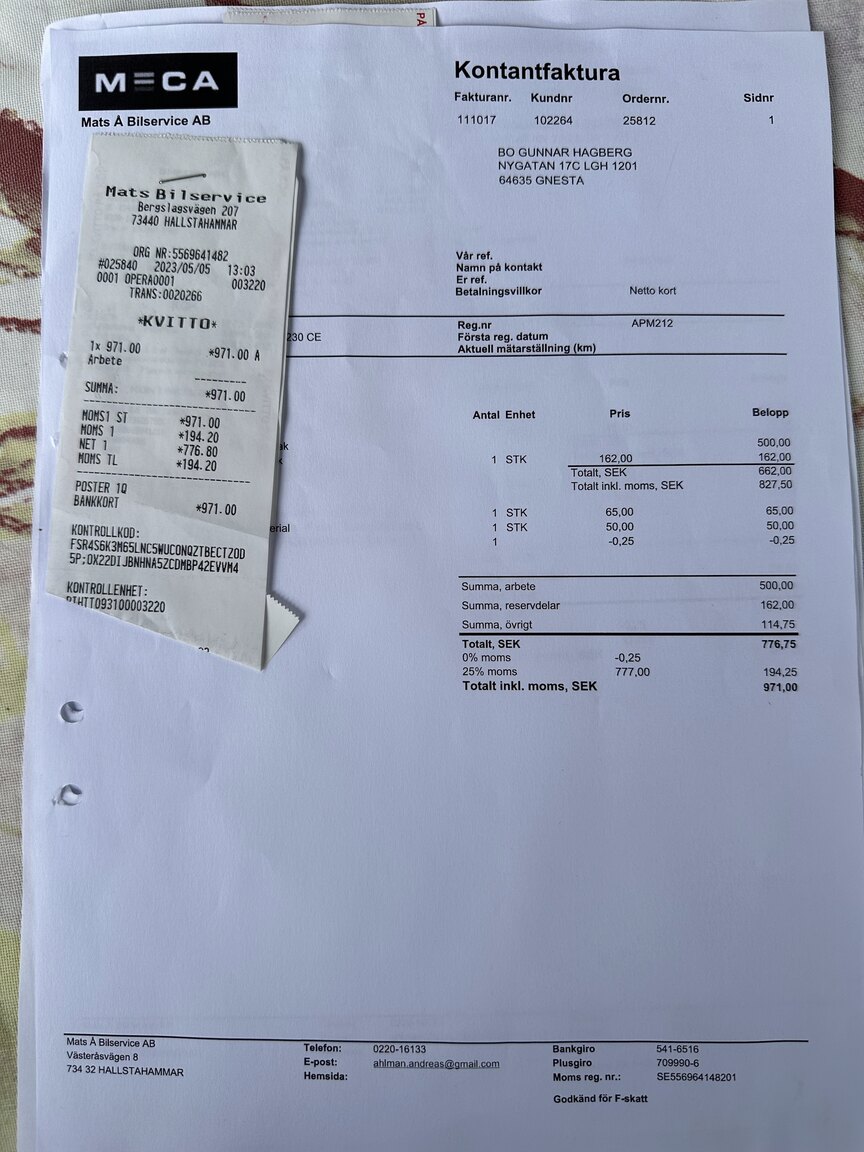 PÅ
MECA
Mats Å Bilservice AB
Kontantfaktura
Fakturanr. Kundnr Ordernr. Sidnr
111017 102264 25812 1
BO GUNNAR HAGBERG
NYGATAN 17C LGH 1201
64635 GNESTA
Vår ref.
Namn på kontakt
Er ref.
Betalningsvillkor Netto kort
230 CE
Reg.nr APM212
Första reg. datum
Aktuell mätarställning (km)
Antal Enhet Pris Belopp
500,00
1 STK 162,00 162,00
Totalt, SEK 662,00
Totalt inkl. moms, SEK 827,50
1 STK 65,00 65,00
erial 1 STK 50,00 50,00
1 -0,25 -0,25
Summa, arbete 500,00
Summa, reservdelar 162,00
Summa, övrigt 114,75
Totalt, SEK 776,75
0% moms -0,25
25% moms 777,00 194,25
Totalt inkl. moms, SEK 971,00
Mats Bilservice
Bergslagsvägen 207
73440 HALLSTAHAMMAR
ORG NR:5569641482
#025840 2023/05/05 13:03
0001 OPERA0001 003220
TRANS:0020266
*KVITTO*
1x 971.00 *971.00 A
Arbete
SUMMA: *971.00
MOMS1 ST *971.00
MOMS 1 *194.20
NET 1 *776.80
MOMS TL *194.20
POSTER 1Q
BANKKORT *971.00
KONTROLLKOD:
FSR4S6K3M65LNC5WUCONQZTBECTZOD
5P;OX22DIJBNHNA5ZCDMBP42EVVM4
KONTROLLENHET:
Mats Å Bilservice AB
Västeråsvägen 8
734 32 HALLSTAHAMMAR
Telefon: 0220-16133
E-post: ahlman.andreas@gmail.com
Hemsida:
Bankgiro 541-6516
Plusgiro 709990-6
Moms reg. nr.: SE556964148201
Godkänd för F-skatt